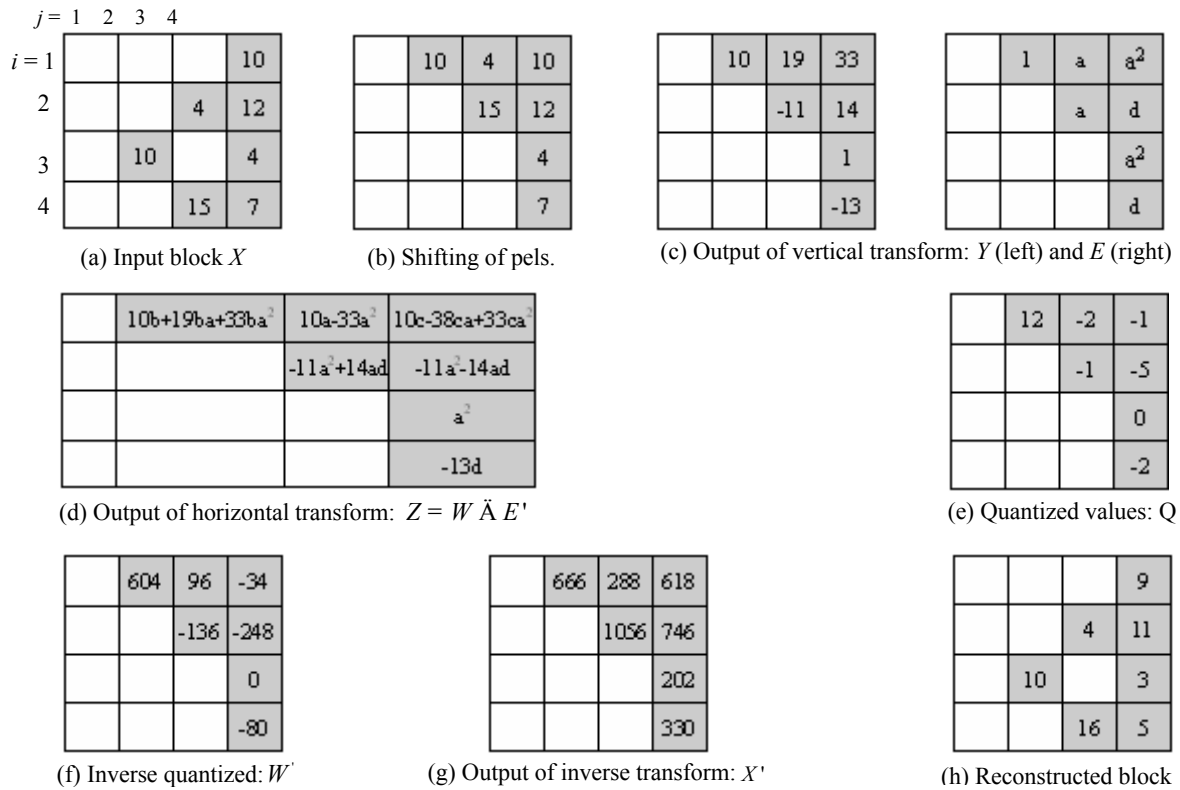 j = 1 2 3 4
i = 1 10
2 4 12
3 10 4
4 15 7
(a) Input block X
10 4 10
15 12
4
7
(b) Shifting of pels.
10 19 33
-11 14
1
-13
1 a a²
a d
a²
d
(c) Output of vertical transform: Y (left) and E (right)
10b+19ba+33ba² 10a-33a² 10c-38ca+33ca²
-11a²+14ad -11a²-14ad
a²
-13d
(d) Output of horizontal transform: Z = W Ä E'
12 -2 -1
-1 -5
0
-2
(e) Quantized values: Q
604 96 -34
-136 -248
0
-80
(f) Inverse quantized: W'
666 288 618
1056 746
202
330
(g) Output of inverse transform: X'
9
4 11
10 3
16 5
(h) Reconstructed block